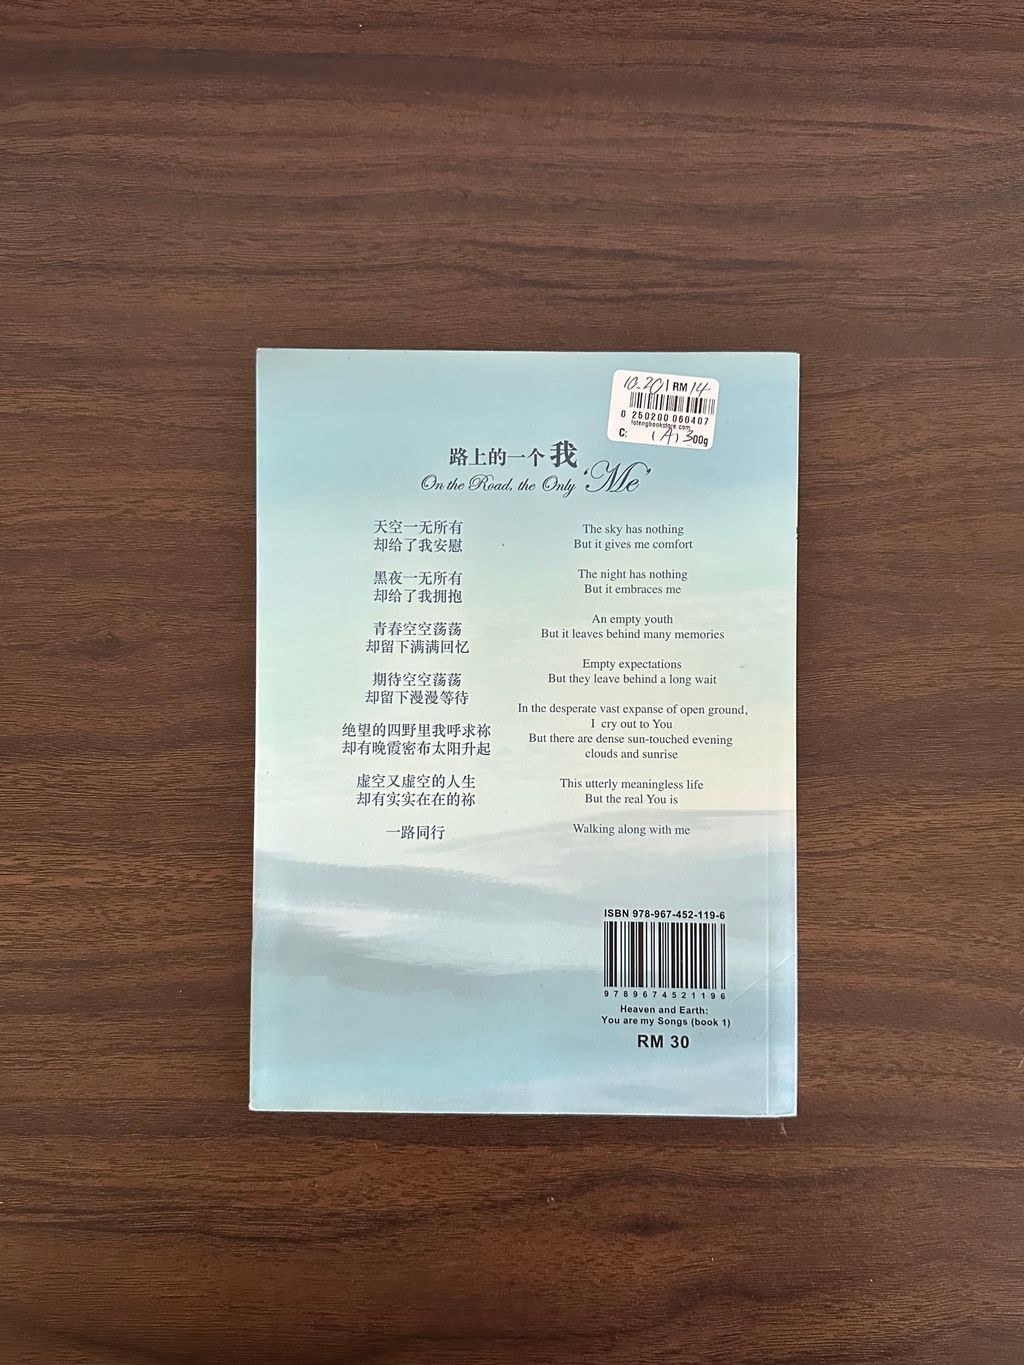 10.20 | RM 14
0 250200 060407
fatengbookstore.com
C: (A) 300g
路上的一个我
On the Road, the Only 'Me'
天空一无所有
却给了我安慰
黑夜一无所有
却给了我拥抱
青春空空荡荡
却留下满满回忆
期待空空荡荡
却留下漫漫等待
绝望的四野里我呼求祢
却有晚霞密布太阳升起
虚空又虚空的人生
却有实实在在的祢
一路同行
The sky has nothing
But it gives me comfort
The night has nothing
But it embraces me
An empty youth
But it leaves behind many memories
Empty expectations
But they leave behind a long wait
In the desperate vast expanse of open ground,
I cry out to You
But there are dense sun-touched evening
clouds and sunrise
This utterly meaningless life
But the real You is
Walking along with me
ISBN 978-967-452-119-6
9 789674 521196
Heaven and Earth:
You are my Songs (book 1)
RM 30